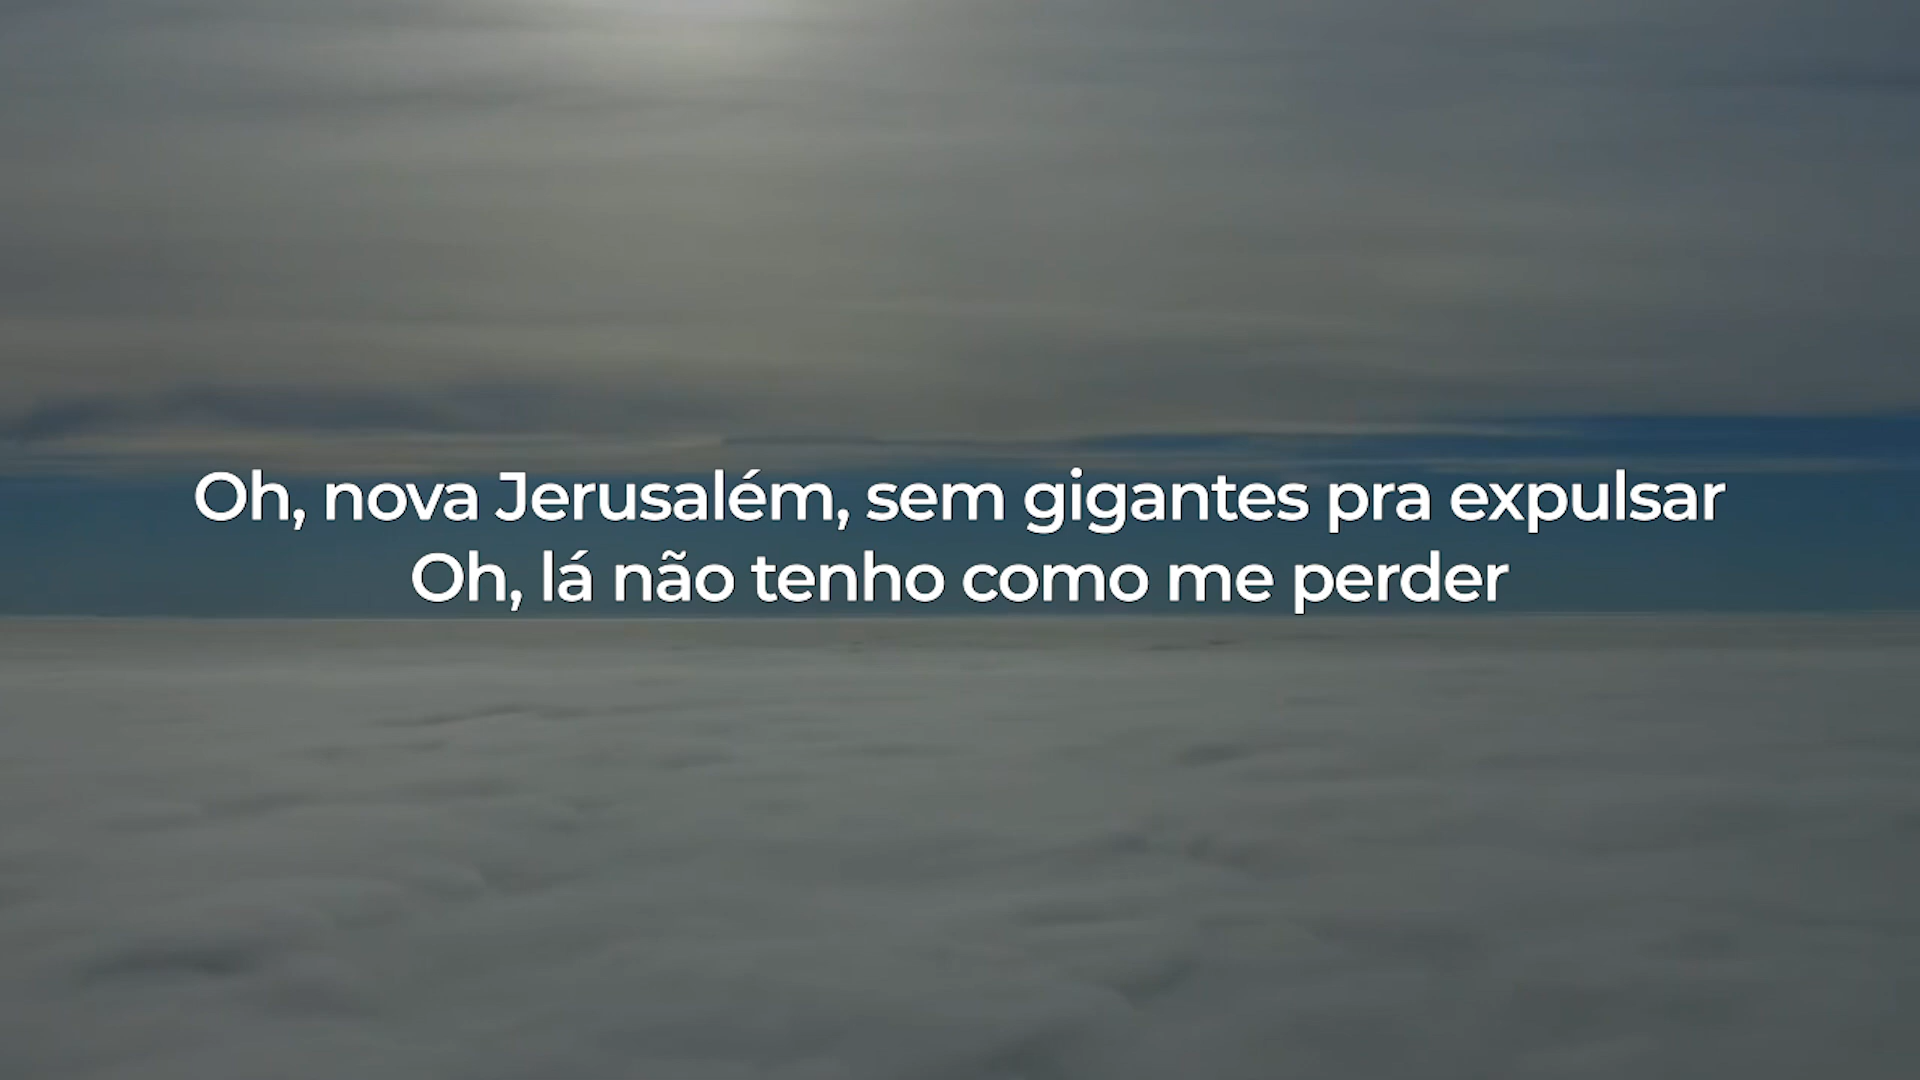 Oh, nova Jerusalém, sem gigantes pra expulsar
Oh, lá não tenho como me perder